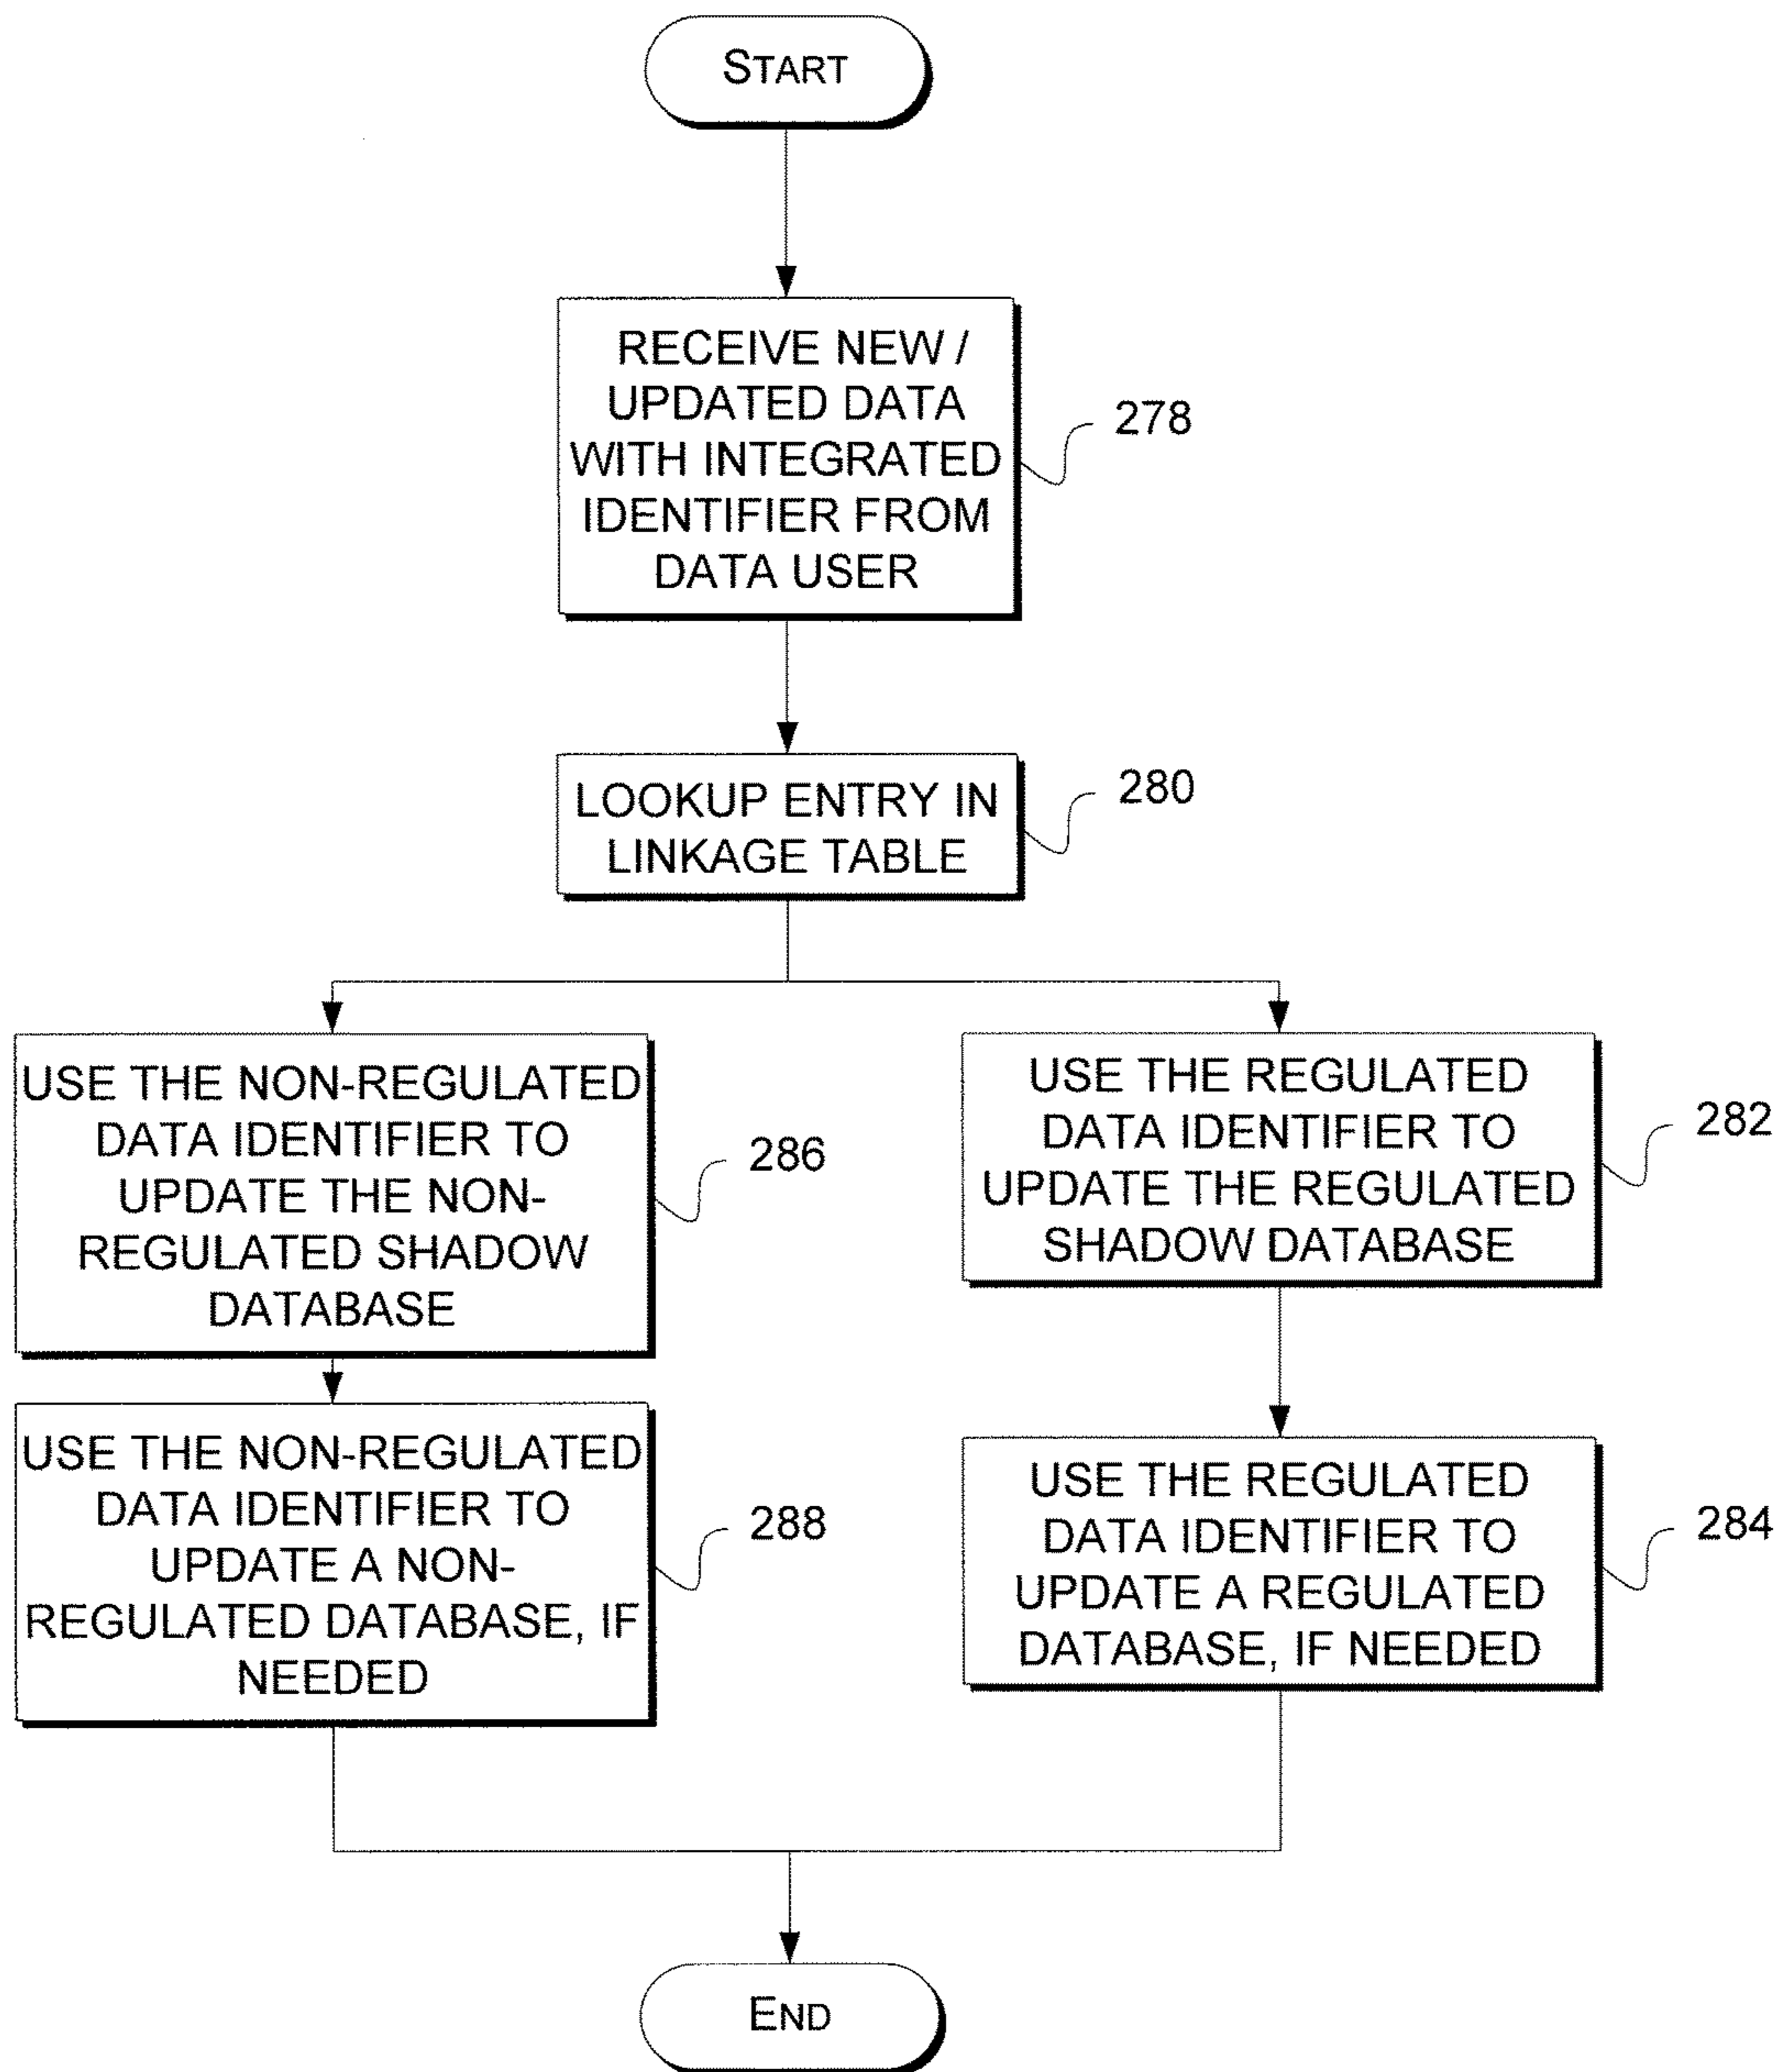 START
RECEIVE NEW /
UPDATED DATA
WITH INTEGRATED
IDENTIFIER FROM
DATA USER
278
LOOKUP ENTRY IN
LINKAGE TABLE
280
USE THE NON-REGULATED
DATA IDENTIFIER TO
UPDATE THE NON-
REGULATED SHADOW
DATABASE
286
USE THE REGULATED
DATA IDENTIFIER TO
UPDATE THE REGULATED
SHADOW DATABASE
282
USE THE NON-REGULATED
DATA IDENTIFIER TO
UPDATE A NON-
REGULATED DATABASE, IF
NEEDED
288
USE THE REGULATED
DATA IDENTIFIER TO
UPDATE A REGULATED
DATABASE, IF NEEDED
284
END